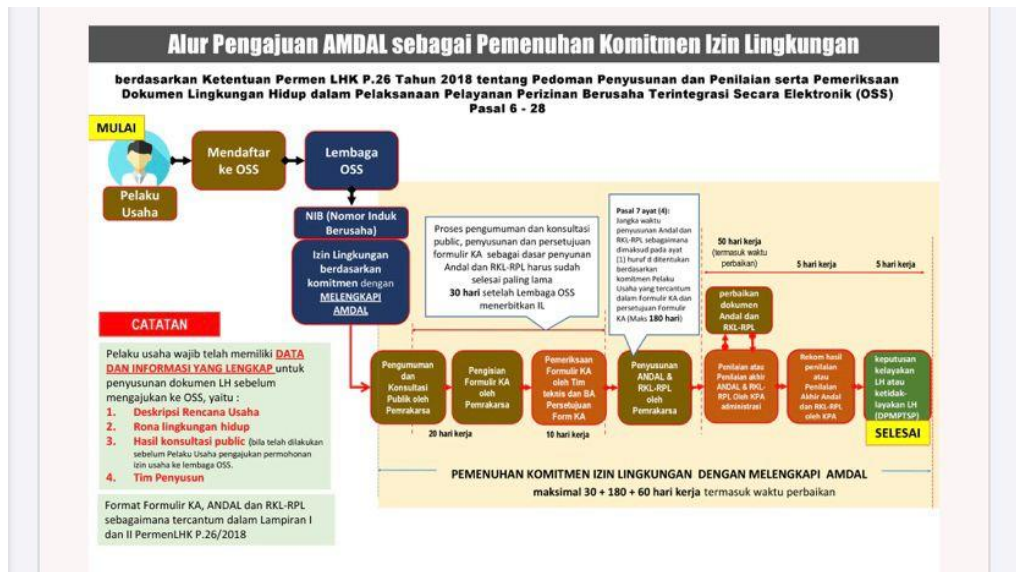 Alur Pengajuan AMDAL sebagai Pemenuhan Komitmen Izin Lingkungan
berdasarkan Ketentuan Permen LHK P.26 Tahun 2018 tentang Pedoman Penyusunan dan Penilaian serta Pemeriksaan
Dokumen Lingkungan Hidup dalam Pelaksanaan Pelayanan Perizinan Berusaha Terintegrasi Secara Elektronik (OSS)
Pasal 6 - 28
MULAI
Pelaku
Usaha
Mendaftar
ke OSS
Lembaga
OSS
NIB (Nomor Induk
Berusaha)
Izin Lingkungan
berdasarkan
komitmen dengan
MELENGKAPI
AMDAL
Proses pengumuman dan konsultasi
public, penyusunan dan persetujuan
formulir KA sebagai dasar penyunan
Andal dan RKL-RPL harus sudah
selesai paling lama
30 hari setelah Lembaga OSS
menerbitkan IL
Pasal 7 ayat (4):
Jangka waktu
penyusunan Andal dan
RKL-RPL sebagaimana
dimaksud pada ayat
(1) huruf d ditentukan
berdasarkan
komitmen Pelaku
Usaha yang tercantum
dalam Formulir KA dan
persetujuan Formulir
KA (Maks 180 hari)
50 hari kerja
(termasuk waktu
perbaikan)
5 hari kerja
5 hari kerja
perbaikan
dokumen
Andal dan
RKL-RPL
Pengumuman
dan
Konsultasi
Publik oleh
Pemrakarsa
Pengisian
Formulir KA
oleh
Pemrakarsa
Pemeriksaan
Formulir KA
oleh Tim
teknis dan BA
Persetujuan
Form KA
Penyusunan
ANDAL &
RKL-RPL
oleh
Pemrakarsa
Penilaian atau
Penilaian akhir
ANDAL & RKL-
RPL Oleh KPA
administrasi
Rekom hasil
penilaian
atau
Penilaian
Akhir Andal
dan RKL-RPL
oleh KPA
keputusan
kelayakan
LH atau
ketidak-
layakan LH
(DPMPTSP)
SELESAI
20 hari kerja
10 hari kerja
PEMENUHAN KOMITMEN IZIN LINGKUNGAN DENGAN MELENGKAPI AMDAL
maksimal 30 + 180 + 60 hari kerja termasuk waktu perbaikan
CATATAN
Pelaku usaha wajib telah memiliki DATA
DAN INFORMASI YANG LENGKAP untuk
penyusunan dokumen LH sebelum
mengajukan ke OSS, yaitu :
1. Deskripsi Rencana Usaha
2. Rona lingkungan hidup
3. Hasil konsultasi public (bila telah dilakukan
sebelum Pelaku Usaha pengajukan permohonan
izin usaha ke lembaga OSS.
4. Tim Penyusun
Format Formulir KA, ANDAL dan RKL-RPL
sebagaimana tercantum dalam Lampiran I
dan II PermenLHK P.26/2018